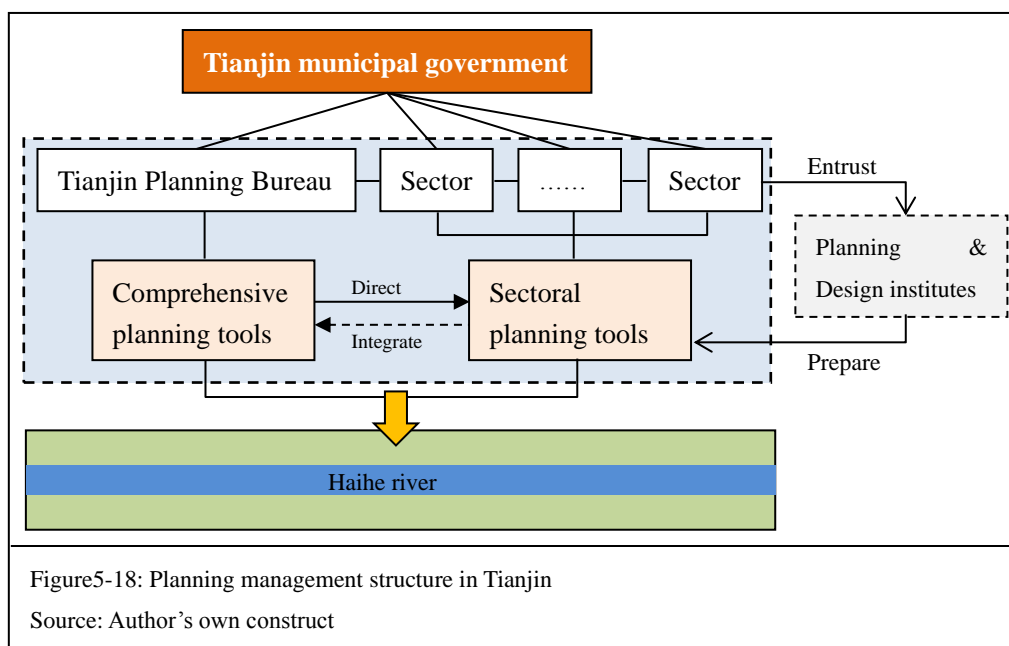 Tianjin municipal government
Tianjin Planning Bureau
Sector
……
Sector
Entrust
Planning &
Design institutes
Comprehensive
planning tools
Direct
Integrate
Sectoral
planning tools
Prepare
Haihe river
Figure5-18: Planning management structure in Tianjin
Source: Author’s own construct